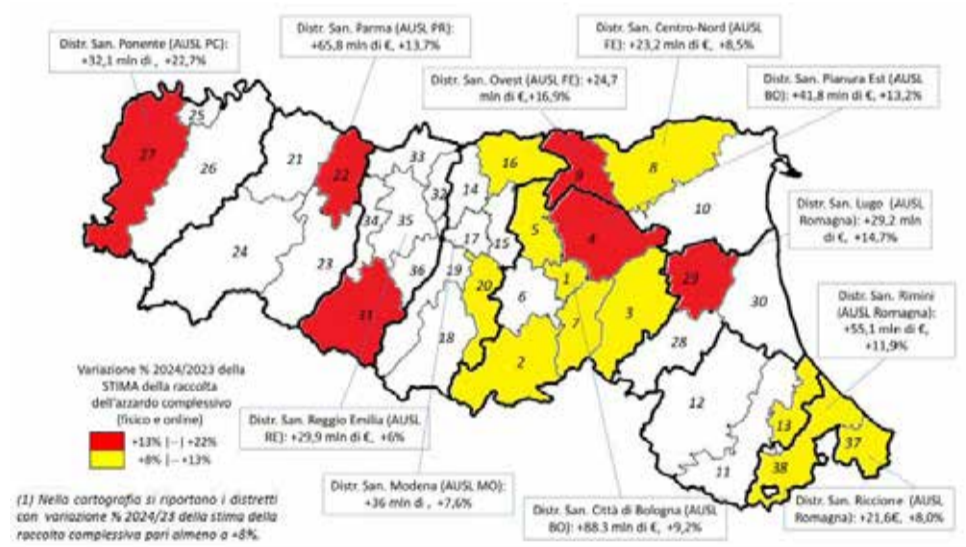 Distr. San. Ponente (AUSL PC):
+32,1 mln di , +22,7%
Distr. San. Parma (AUSL PR):
+65,8 mln di €, +13,7%
Distr. San. Centro-Nord (AUSL
FE): +23,2 mln di €, +8,5%
Distr. San. Ovest (AUSL FE): +24,7
mln di €,+16,9%
Distr. San. Pianura Est (AUSL
BO): +41,8 mln di €, +13,2%
Distr. San. Lugo (AUSL
Romagna): +29,2 mln
di €, +14,7%
Distr. San. Rimini
(AUSL Romagna):
+55,1 mln di €,
+11,9%
25
27
26
21
22
33
32
16
9
8
14
34
35
10
24
23
17
15
5
4
36
19
20
1
29
30
31
6
7
3
18
28
2
12
13
37
11
38
Variazione % 2024/2023 della
STIMA della raccolta
dell'azzardo complessivo
(fisico e online)
+13% |--| +22%
+8% |-- +13%
Distr. San. Reggio Emilia (AUSL
RE): +29,9 mln di €, +6%
Distr. San. Modena (AUSL MO):
+36 mln di , +7,6%
Distr. San. Città di Bologna (AUSL
BO): +88.3 mln di €, +9,2%
Distr. San. Riccione (AUSL
Romagna): +21,6€, +8,0%
(1) Nella cartografia si riportano i distretti
con variazione % 2024/23 della stima della
raccolta complessiva pari almeno a +8%.